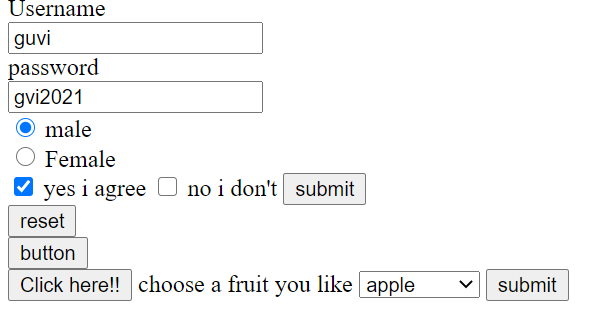 Username
guvi
password
gvi2021
male
Female
yes i agree no i don't submit
reset
button
Click here!! choose a fruit you like apple submit